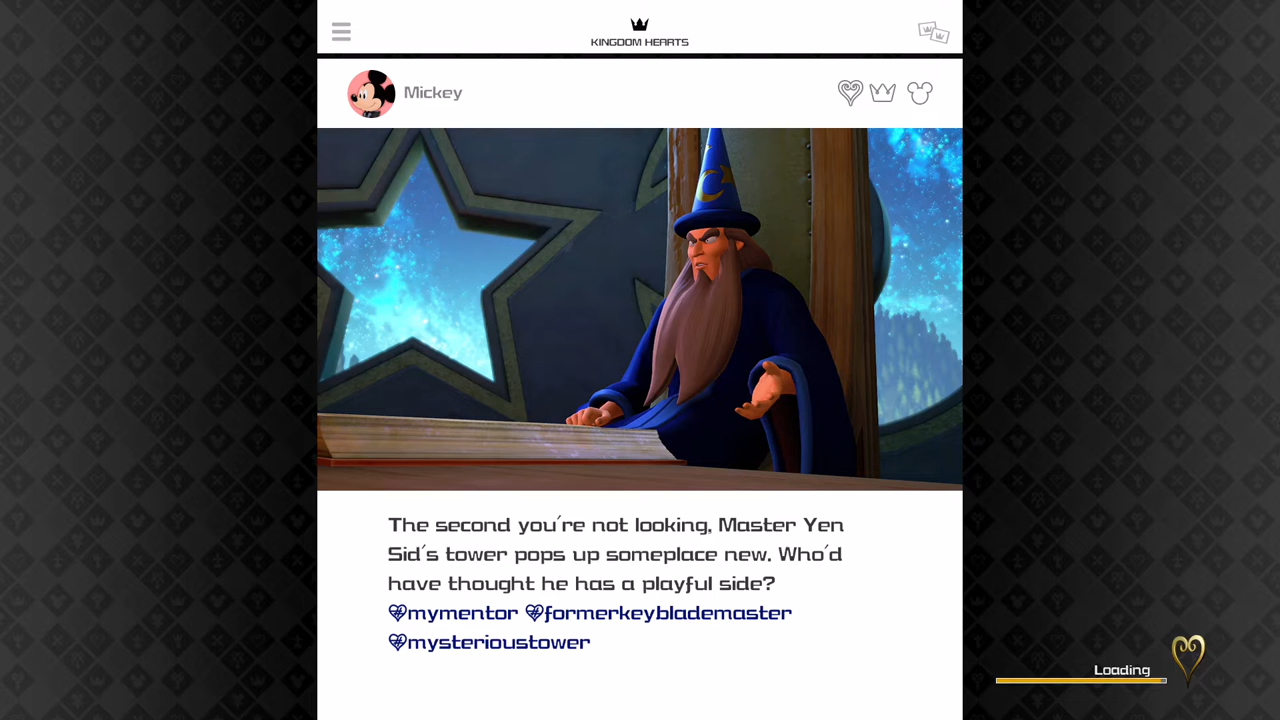 KINGDOM HEARTS
Mickey
The second you're not looking, Master Yen
Sid's tower pops up someplace new. Who'd
have thought he has a playful side?
#mymentor #formerkeyblademaster
#mysterioustower
Loading